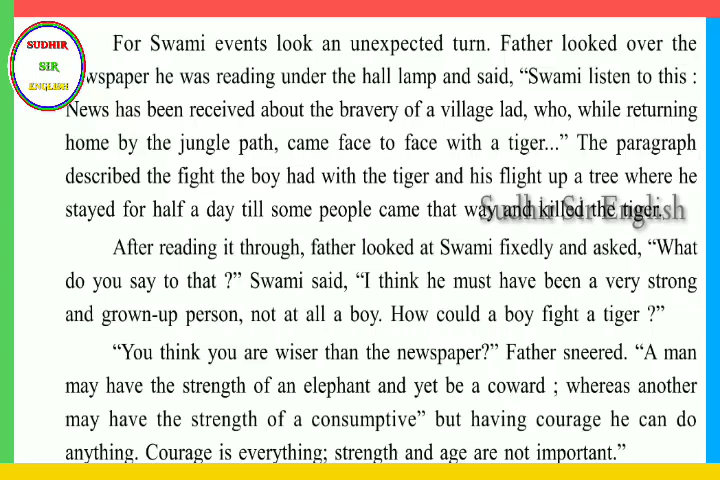 SUDHIR
SIR
ENGLISH
For Swami events look an unexpected turn. Father looked over the
newspaper he was reading under the hall lamp and said, “Swami listen to this :
News has been received about the bravery of a village lad, who, while returning
home by the jungle path, came face to face with a tiger...” The paragraph
described the fight the boy had with the tiger and his flight up a tree where he
stayed for half a day till some people came that way and killed the tiger.
Sudhir Sir English
After reading it through, father looked at Swami fixedly and asked, “What
do you say to that ?” Swami said, “I think he must have been a very strong
and grown-up person, not at all a boy. How could a boy fight a tiger ?”
“You think you are wiser than the newspaper?” Father sneered. “A man
may have the strength of an elephant and yet be a coward ; whereas another
may have the strength of a consumptive” but having courage he can do
anything. Courage is everything; strength and age are not important.”